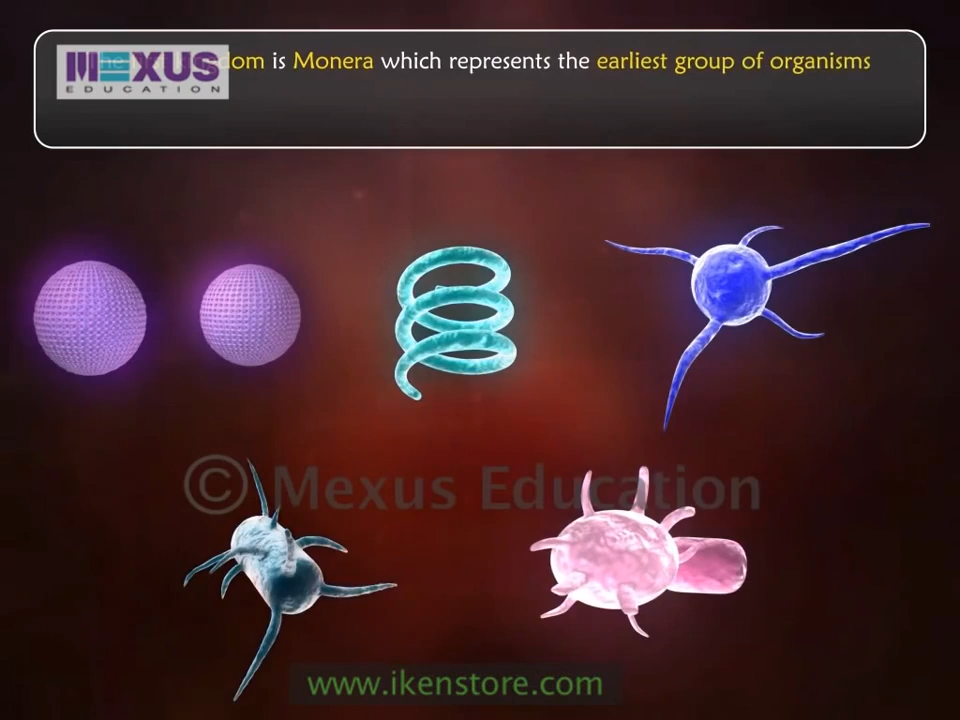 MEXUS
EDUCATION
is Monera which represents the earliest group of organisms
© Mexus Education
www.ikenstore.com